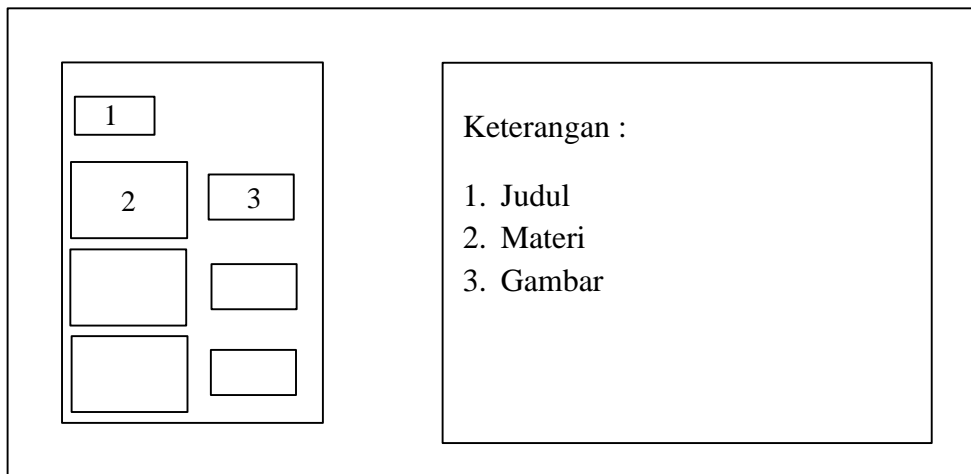 1
2
3
Keterangan :
1. Judul
2. Materi
3. Gambar